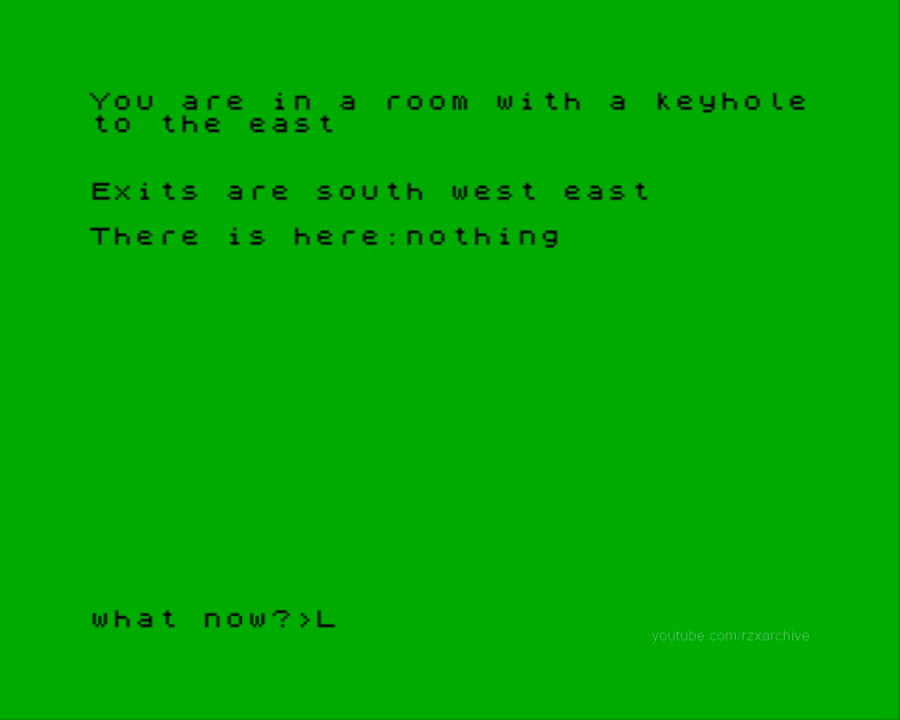 You are in a room with a keyhole
to the east
Exits are south west east
There is here:nothing
what now?>L
youtube.com/rzxarchive